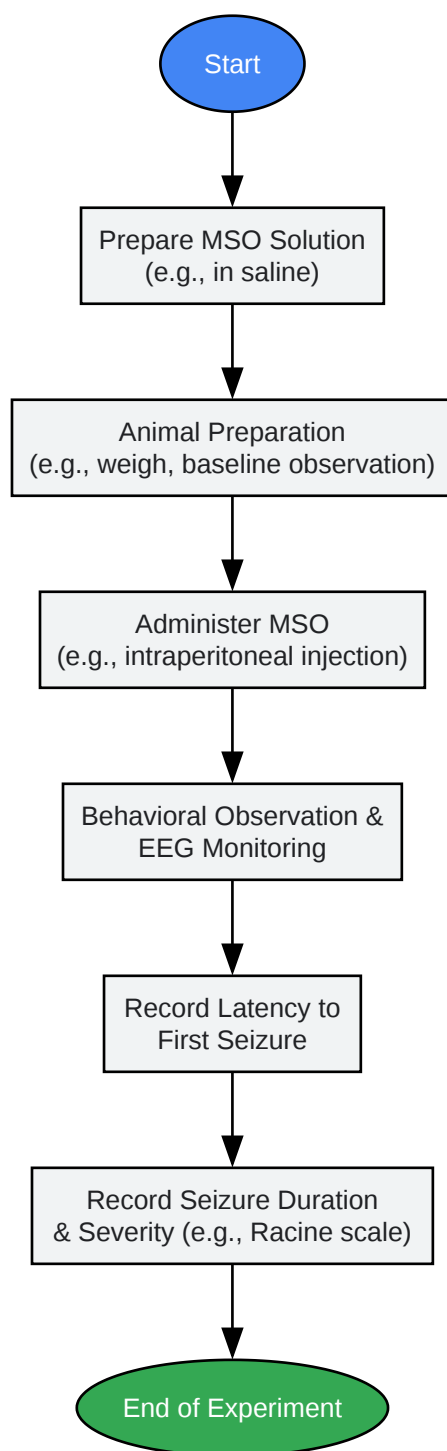 Start
Prepare MSO Solution
(e.g., in saline)
Animal Preparation
(e.g., weigh, baseline observation)
Administer MSO
(e.g., intraperitoneal injection)
Behavioral Observation &
EEG Monitoring
Record Latency to
First Seizure
Record Seizure Duration
& Severity (e.g., Racine scale)
End of Experiment